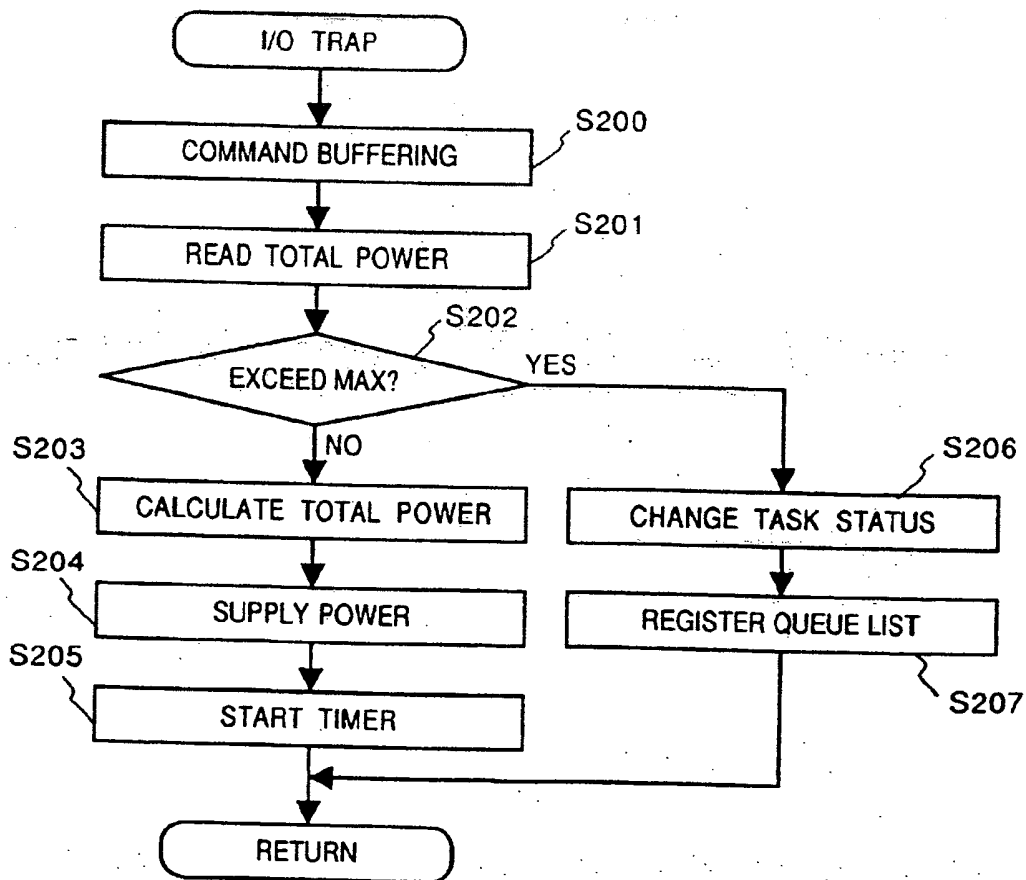 I/O TRAP
S200
COMMAND BUFFERING
S201
READ TOTAL POWER
S202
EXCEED MAX?
YES
NO
S203
CALCULATE TOTAL POWER
S206
CHANGE TASK STATUS
S204
SUPPLY POWER
REGISTER QUEUE LIST
S205
START TIMER
S207
RETURN